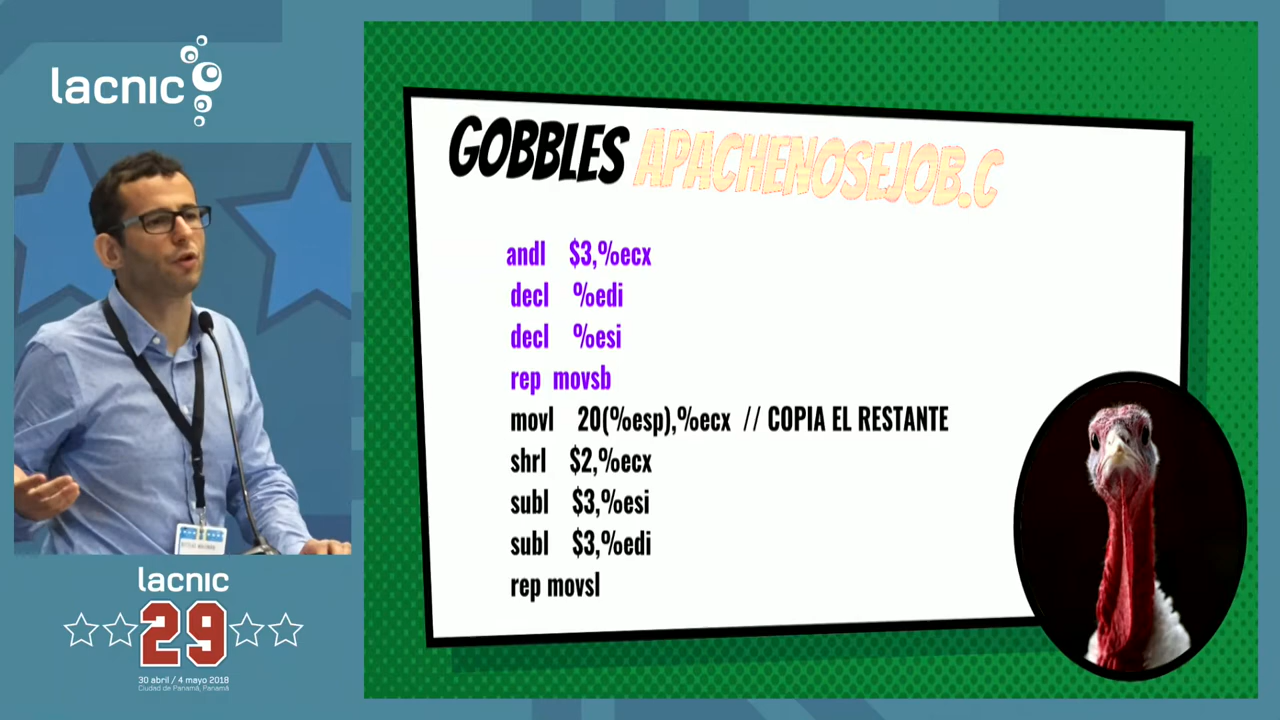 lacnic
GOBBLES APACHENOSEJOB.C
andl $3,%ecx
decl %edi
decl %esi
rep movsb
movl 20(%esp),%ecx // COPIA EL RESTANTE
shrl $2,%ecx
subl $3,%esi
subl $3,%edi
rep movsl
lacnic
29
30 abril / 4 mayo 2018
Ciudad de Panamá, Panamá